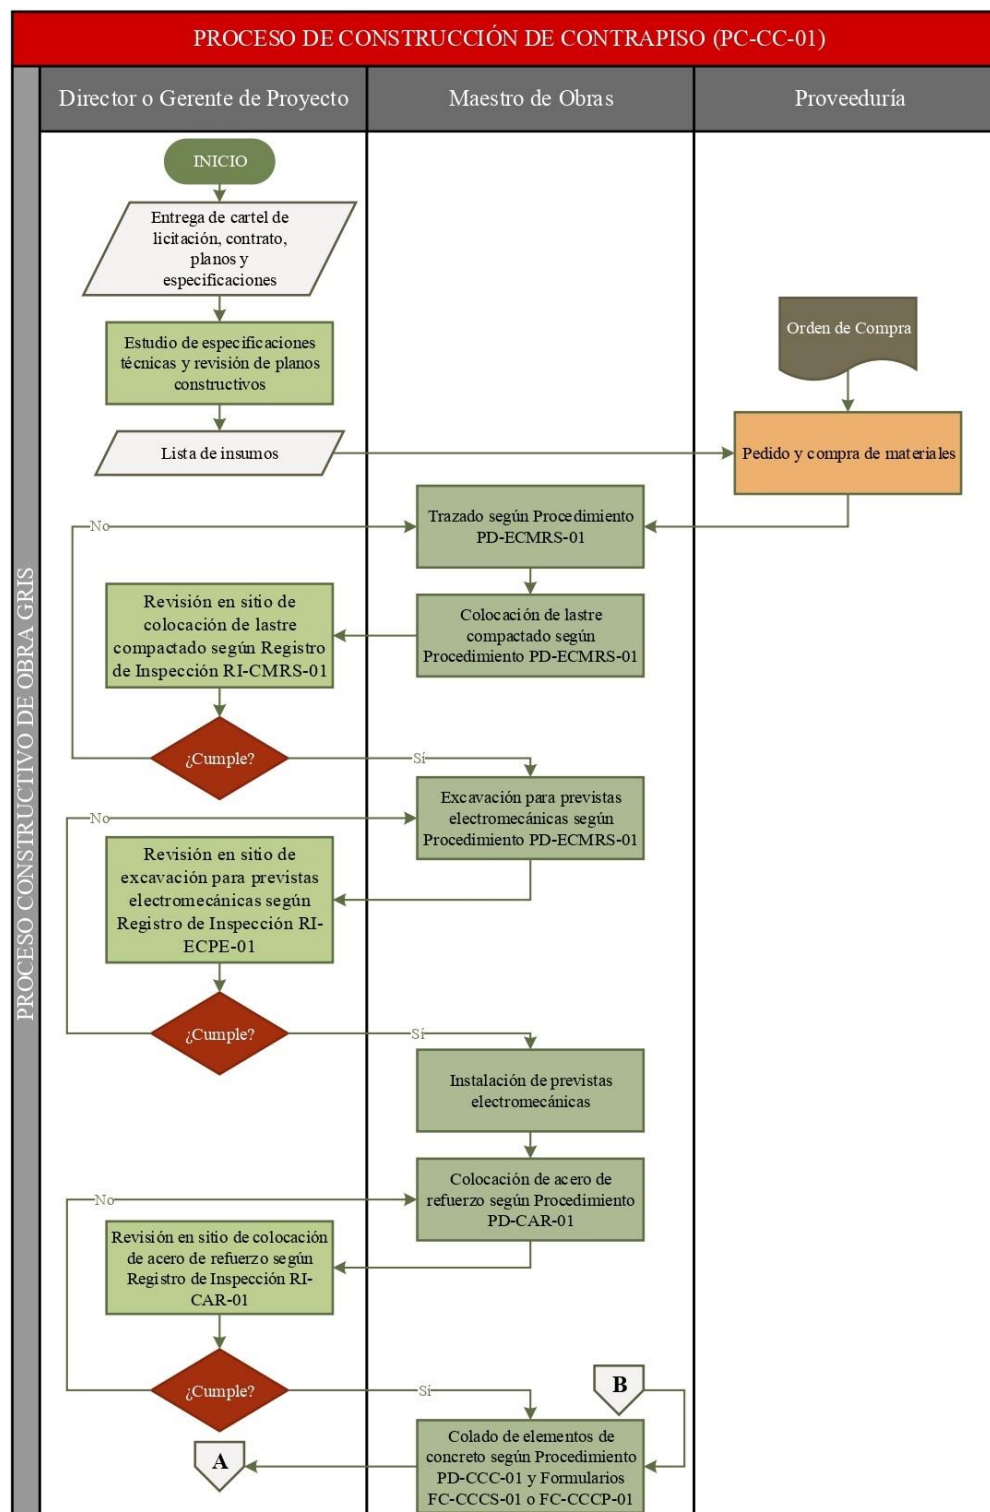 PROCESO DE CONSTRUCCIÓN DE CONTRAPISO (PC-CC-01)
PROCESO CONSTRUCTIVO DE OBRA GRIS
Director o Gerente de Proyecto
Maestro de Obras
Proveeduría
INICIO
Entrega de cartel de
licitación, contrato,
planos y
especificaciones
Estudio de especificaciones
técnicas y revisión de planos
constructivos
Orden de Compra
Lista de insumos
Pedido y compra de materiales
No
Trazado según Procedimiento
PD-ECMRS-01
Colocación de lastre
compactado según
Procedimiento PD-ECMRS-01
Revisión en sitio de
colocación de lastre
compactado según Registro
de Inspección RI-CMRS-01
¿Cumple?
Sí
Excavación para previstas
electromecánicas según
Procedimiento PD-ECMRS-01
No
Revisión en sitio de
excavación para previstas
electromecánicas según
Registro de Inspección RI-
ECPE-01
¿Cumple?
Sí
Instalación de previstas
electromecánicas
Colocación de acero de
refuerzo según Procedimiento
PD-CAR-01
No
Revisión en sitio de colocación
de acero de refuerzo según
Registro de Inspección RI-
CAR-01
¿Cumple?
Sí
B
Colado de elementos de
concreto según Procedimiento
PD-CCC-01 y Formularios
FC-CCCS-01 o FC-CCCP-01
A